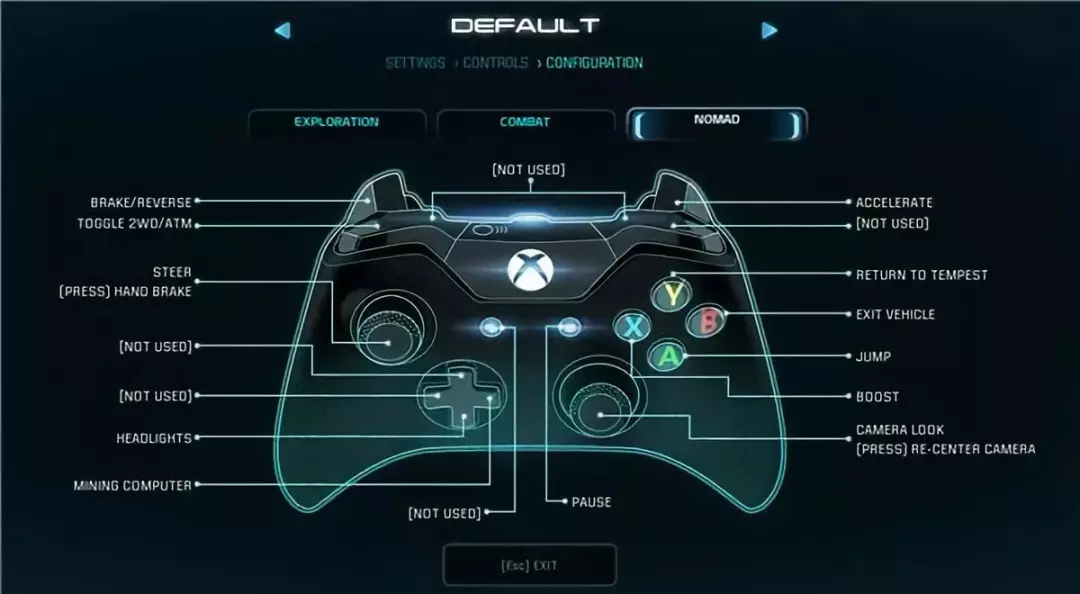 DEFAULT
SETTINGS › CONTROLS › CONFIGURATION
EXPLORATION
COMBAT
NOMAD
[NOT USED]
BRAKE/REVERSE
TOGGLE 2WD/ATM
STEER
[PRESS] HAND BRAKE
[NOT USED]
[NOT USED]
HEADLIGHTS
MINING COMPUTER
[NOT USED]
PAUSE
ACCELERATE
[NOT USED]
RETURN TO TEMPEST
EXIT VEHICLE
JUMP
BOOST
CAMERA LOOK
[PRESS] RE-CENTER CAMERA
Y
X
B
A
[Esc] EXIT